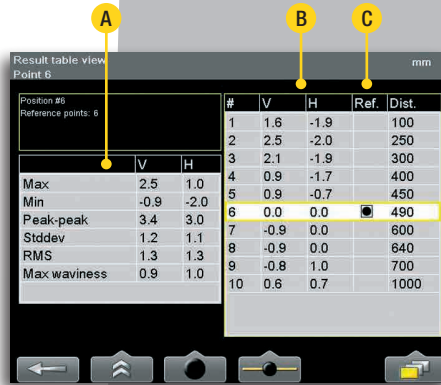 A B C
Result table view mm
Point 6
Position #6
Reference points: 6
V H
Max 2.5 1.0
Min -0.9 -2.0
Peak-peak 3.4 3.0
Stddev 1.2 1.1
RMS 1.3 1.3
Max waviness 0.9 1.0
# V H Ref. Dist.
1 1.6 -1.9 100
2 2.5 -2.0 250
3 2.1 -1.9 300
4 0.9 -1.7 400
5 0.9 -0.7 450
6 0.0 0.0 490
7 -0.9 0.0 600
8 -0.9 0.0 640
9 -0.8 1.0 700
10 0.6 0.7 1000